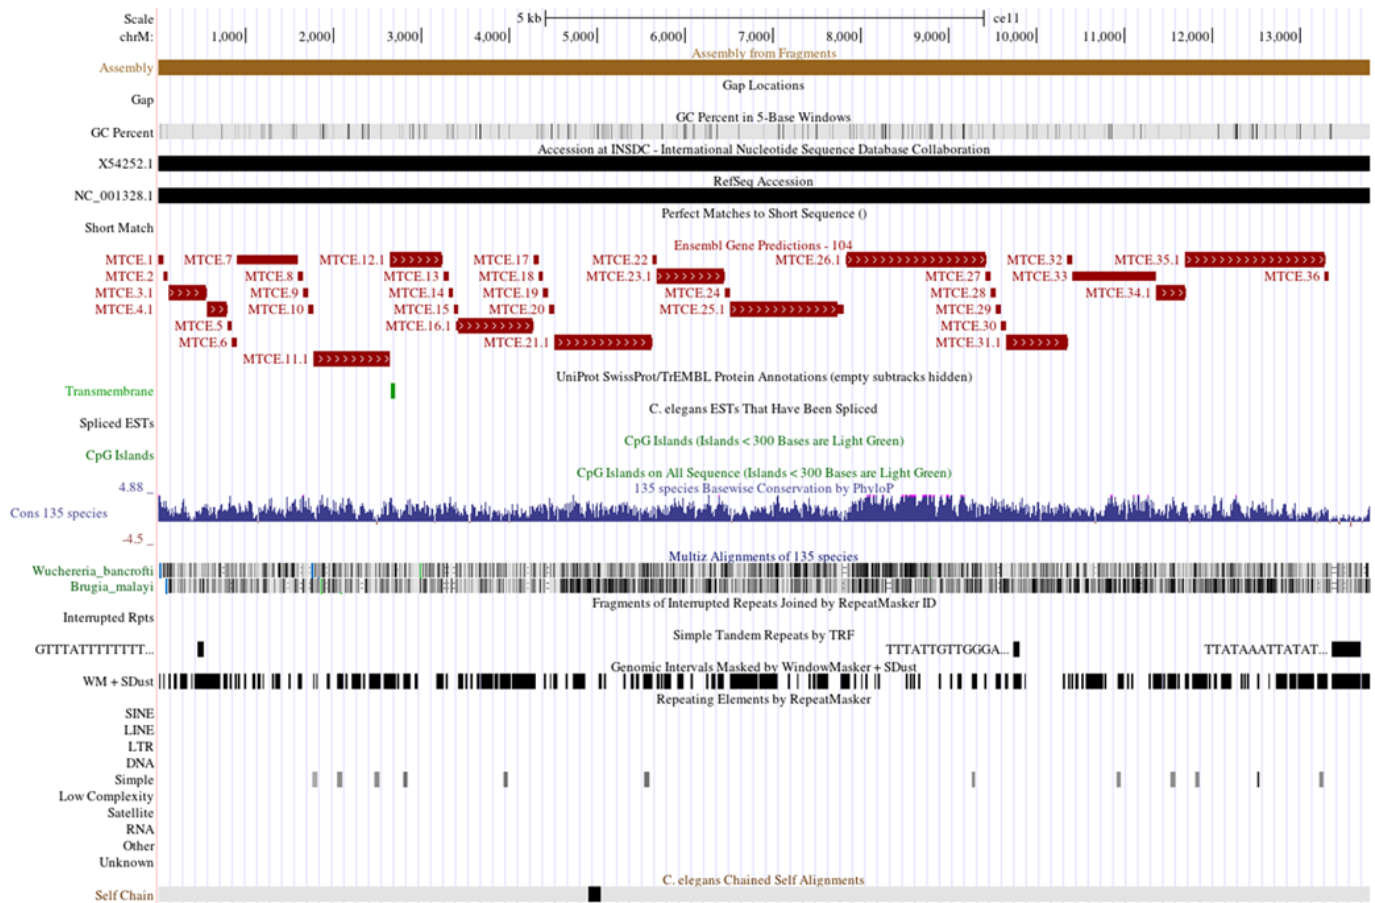 Scale 5 kb ce11
chrM: 1,000 2,000 3,000 4,000 5,000 6,000 7,000 8,000 9,000 10,000 11,000 12,000 13,000
Assembly from Fragments
Assembly
Gap Locations
Gap
GC Percent in 5-Base Windows
GC Percent
Accession at INSDC - International Nucleotide Sequence Database Collaboration
X54252.1
RefSeq Accession
NC_001328.1
Perfect Matches to Short Sequence ()
Short Match
Ensembl Gene Predictions - 104
MTCE.1 MTCE.7 MTCE.12.1 MTCE.17 MTCE.22 MTCE.26.1 MTCE.32 MTCE.35.1
MTCE.2 MTCE.8 MTCE.13 MTCE.18 MTCE.23.1 MTCE.27 MTCE.33 MTCE.36
MTCE.3.1 MTCE.9 MTCE.14 MTCE.19 MTCE.24 MTCE.28 MTCE.34.1
MTCE.4.1 MTCE.10 MTCE.15 MTCE.20 MTCE.25.1 MTCE.29
MTCE.5 MTCE.16.1 MTCE.30
MTCE.6 MTCE.21.1 MTCE.31.1
MTCE.11.1
UniProt SwissProt/TrEMBL Protein Annotations (empty subtracks hidden)
Transmembrane
C. elegans ESTs That Have Been Spliced
Spliced ESTs
CpG Islands (Islands < 300 Bases are Light Green)
CpG Islands
CpG Islands on All Sequence (Islands < 300 Bases are Light Green)
135 species Basewise Conservation by PhyloP
4.88 _
Cons 135 species
-4.5 _
Multiz Alignments of 135 species
Wuchereria_bancrofti
Brugia_malayi
Fragments of Interrupted Repeats Joined by RepeatMasker ID
Interrupted Rpts
Simple Tandem Repeats by TRF
GTTTATTTTTTTT... TTTATTGTTGGGA... TTATAAATTATAT...
Genomic Intervals Masked by WindowMasker + SDust
WM + SDust
Repeating Elements by RepeatMasker
SINE
LINE
LTR
DNA
Simple
Low Complexity
Satellite
RNA
Other
Unknown
C. elegans Chained Self Alignments
Self Chain